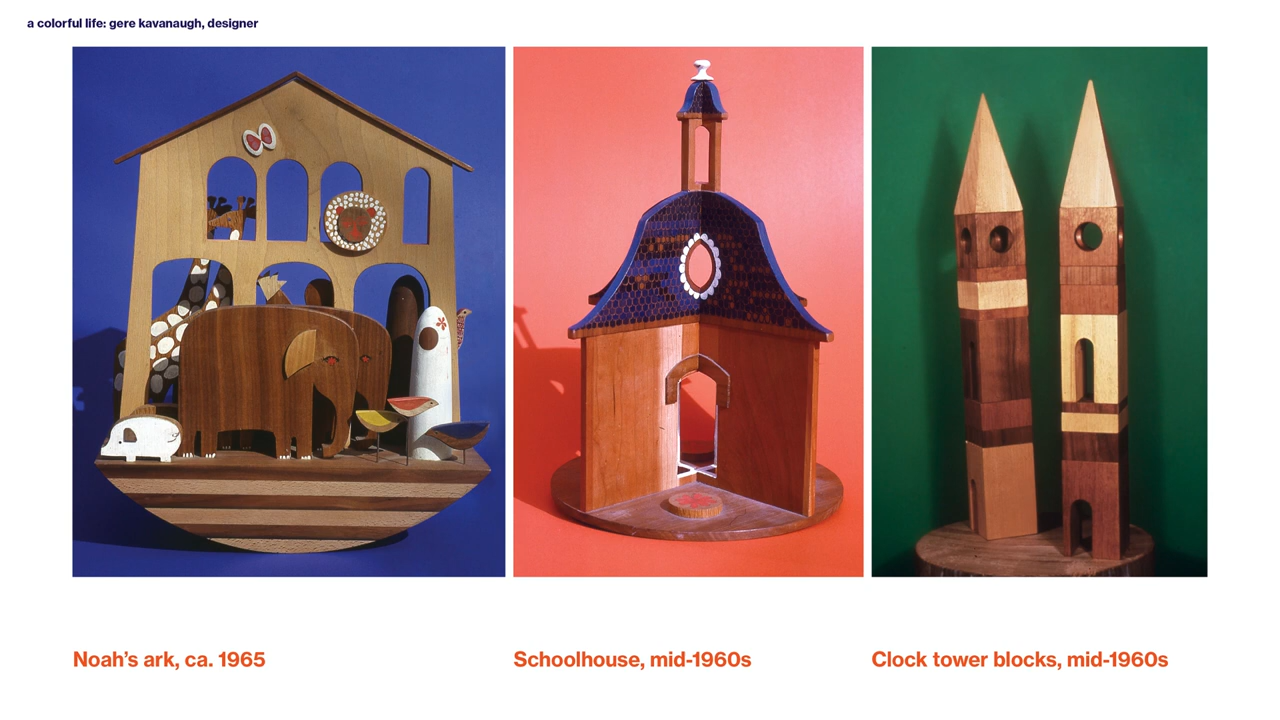 a colorful life: gere kavanaugh, designer
Noah’s ark, ca. 1965
Schoolhouse, mid-1960s
Clock tower blocks, mid-1960s